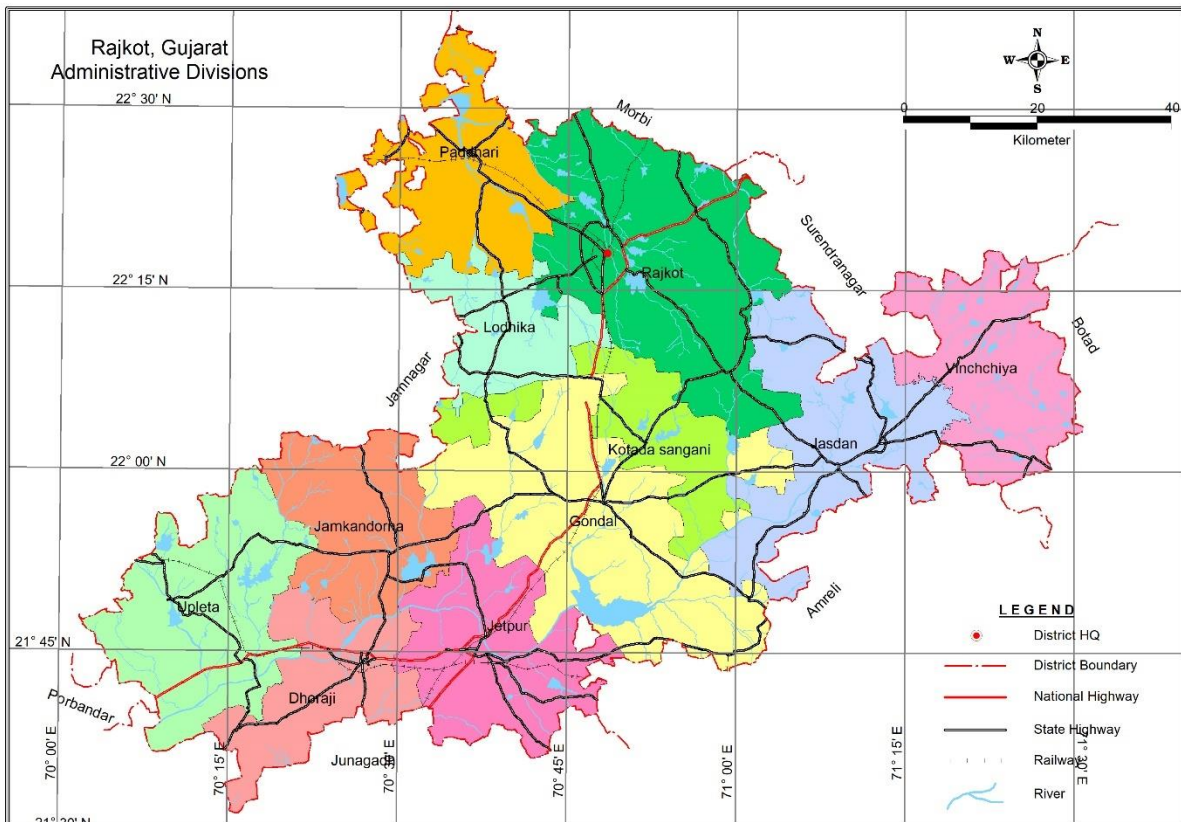 Rajkot, Gujarat
Administrative Divisions
N
W
E
S
22° 30' N
Morbi
0
20
40
Kilometer
Paddhari
Surendranagar
Rajkot
22° 15' N
Lodhika
Botad
Jamnagar
Vinchchiya
Jasdan
Kotada sangani
22° 00' N
Jamkandorna
Gondal
Amreli
Upleta
LEGEND
District HQ
Jetpur
21° 45' N
District Boundary
Dhoraji
National Highway
Porbandar
State Highway
Junagadh
Railway
River
70° 00' E
70° 15' E
70° 30' E
70° 45' E
71° 00' E
71° 15' E
71° 30' E